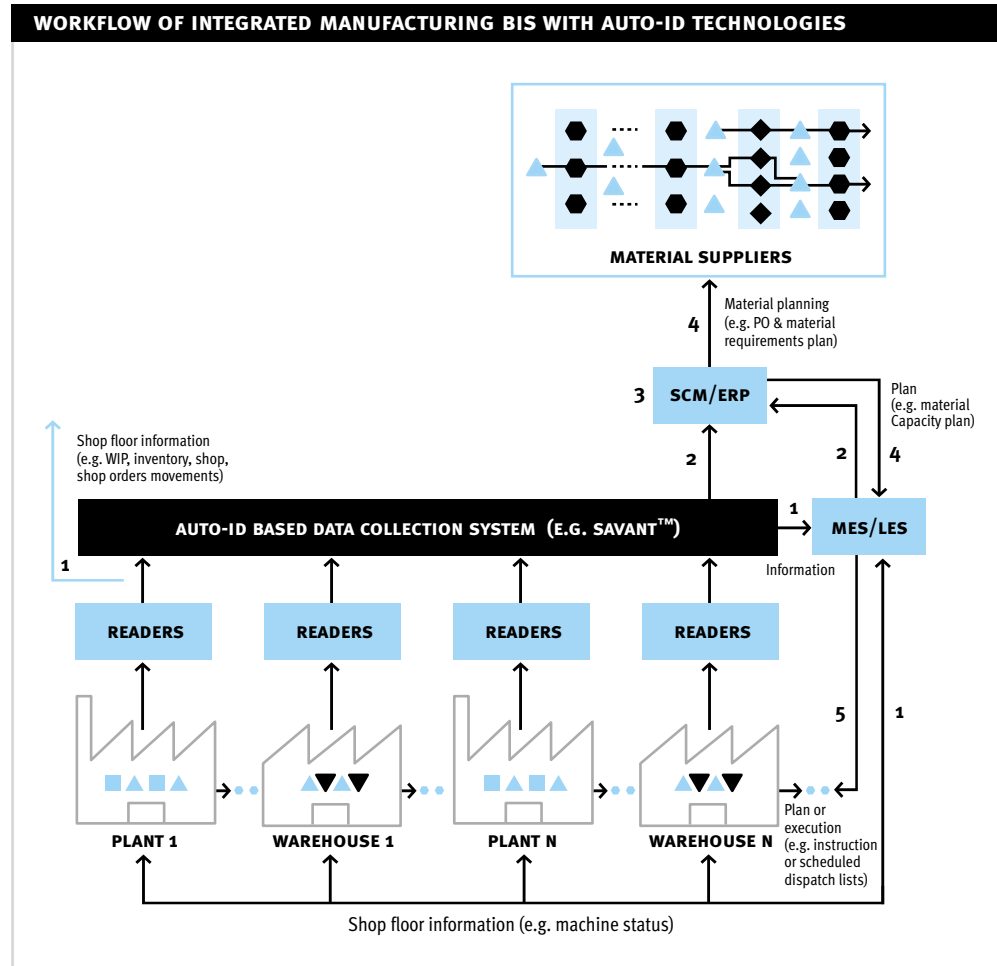 WORKFLOW OF INTEGRATED MANUFACTURING BIS WITH AUTO-ID TECHNOLOGIES
MATERIAL SUPPLIERS
4
Material planning
(e.g. PO & material
requirements plan)
3
SCM/ERP
Plan
(e.g. material
Capacity plan)
Shop floor information
(e.g. WIP, inventory, shop,
shop orders movements)
2
2
4
1
AUTO-ID BASED DATA COLLECTION SYSTEM (E.G. SAVANT™)
1
MES/LES
Information
READERS
READERS
READERS
READERS
5
1
PLANT 1
WAREHOUSE 1
PLANT N
WAREHOUSE N
Plan or
execution
(e.g. instruction
or scheduled
dispatch lists)
Shop floor information (e.g. machine status)